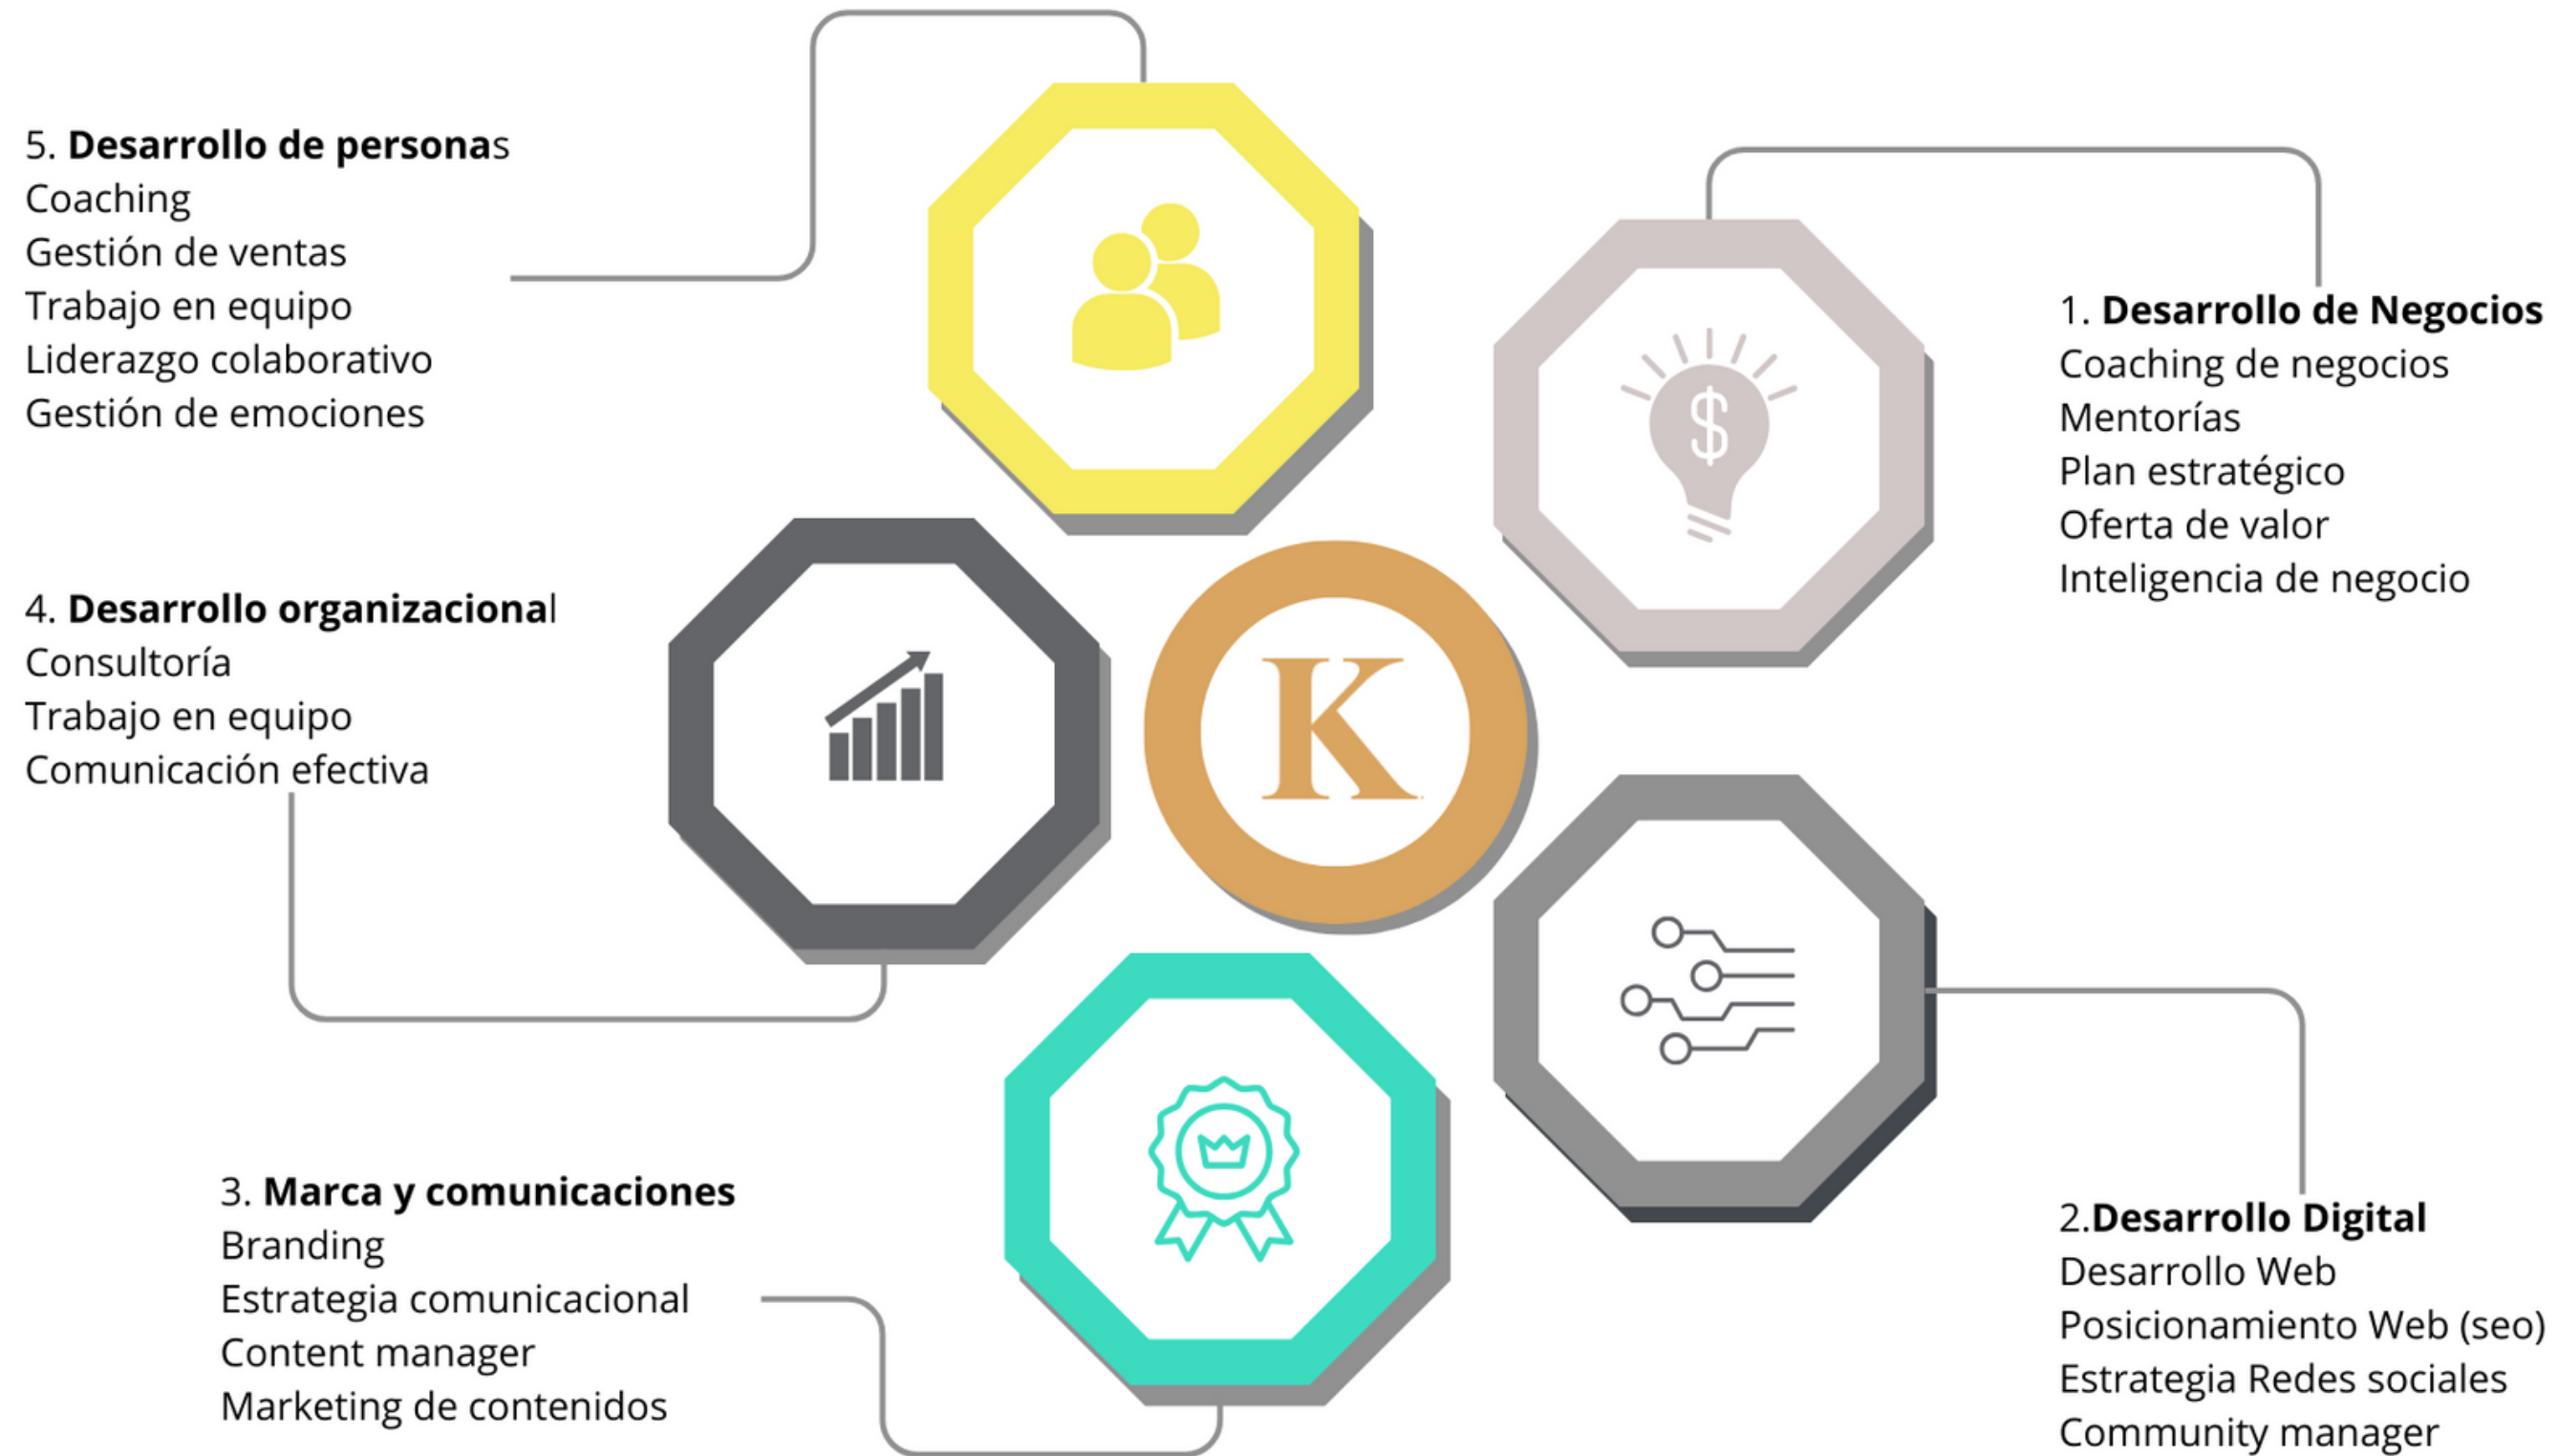 5. Desarrollo de personas
Coaching
Gestión de ventas
Trabajo en equipo
Liderazgo colaborativo
Gestión de emociones
1. Desarrollo de Negocios
Coaching de negocios
Mentorías
Plan estratégico
Oferta de valor
Inteligencia de negocio
$
4. Desarrollo organizacional
Consultoría
Trabajo en equipo
Comunicación efectiva
K
3. Marca y comunicaciones
Branding
Estrategia comunicacional
Content manager
Marketing de contenidos
2.Desarrollo Digital
Desarrollo Web
Posicionamiento Web (seo)
Estrategia Redes sociales
Community manager